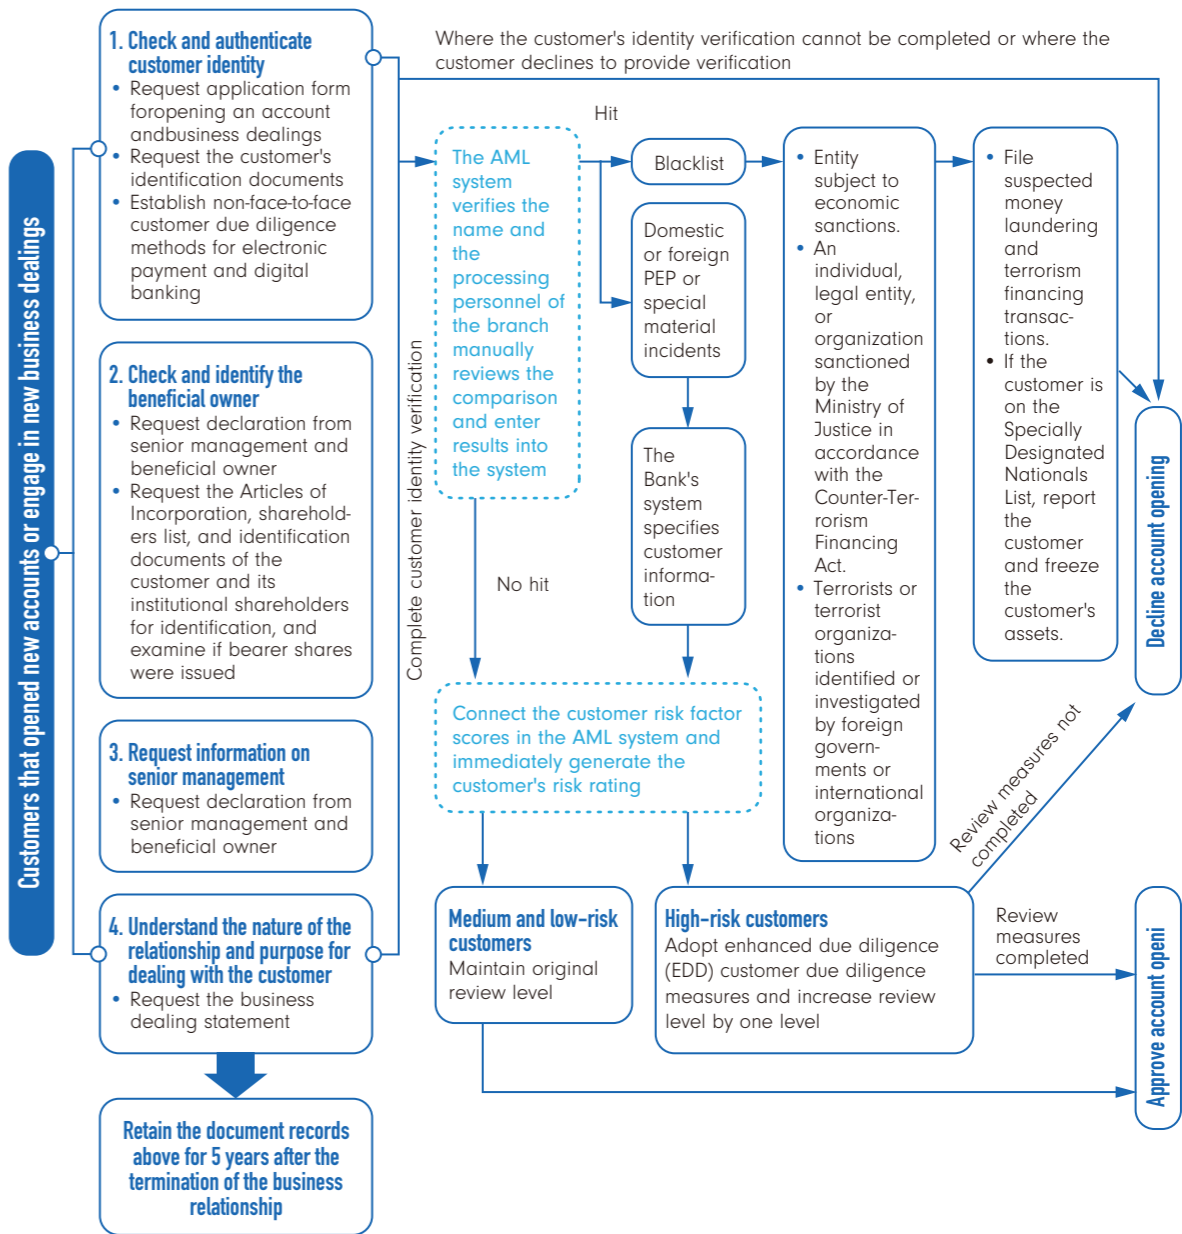 Customers that opened new accounts or engage in new business dealings
1. Check and authenticate
customer identity
• Request application form
foropening an account
andbusiness dealings
• Request the customer's
identification documents
• Establish non-face-to-face
customer due diligence
methods for electronic
payment and digital
banking
2. Check and identify the
beneficial owner
• Request declaration from
senior management and
beneficial owner
• Request the Articles of
Incorporation, sharehold-
ers list, and identification
documents of the
customer and its
institutional shareholders
for identification, and
examine if bearer shares
were issued
3. Request information on
senior management
• Request declaration from
senior management and
beneficial owner
4. Understand the nature of the
relationship and purpose for
dealing with the customer
• Request the business
dealing statement
Retain the document records
above for 5 years after the
termination of the business
relationship
Where the customer's identity verification cannot be completed or where the
customer declines to provide verification
Complete customer identity verification
The AML
system
verifies the
name and
the
processing
personnel of
the branch
manually
reviews the
comparison
and enter
results into
the system
Hit
No hit
Blacklist
Domestic
or foreign
PEP or
special
material
incidents
The
Bank's
system
specifies
customer
informa-
tion
• Entity
subject to
economic
sanctions.
• An
individual,
legal entity,
or
organization
sanctioned
by the
Ministry of
Justice in
accordance
with the
Counter-Ter-
rorism
Financing
Act.
• Terrorists or
terrorist
organiza-
tions
identified or
investigated
by foreign
govern-
ments or
international
organiza-
tions
• File
suspected
money
laundering
and
terrorism
financing
transac-
tions.
• If the
customer is
on the
Specially
Designated
Nationals
List, report
the
customer
and freeze
the
customer's
assets.
Decline account opening
Connect the customer risk factor
scores in the AML system and
immediately generate the
customer's risk rating
Medium and low-risk
customers
Maintain original
review level
High-risk customers
Adopt enhanced due diligence
(EDD) customer due diligence
measures and increase review
level by one level
Review measures not
completed
Review
measures
completed
Approve account openi